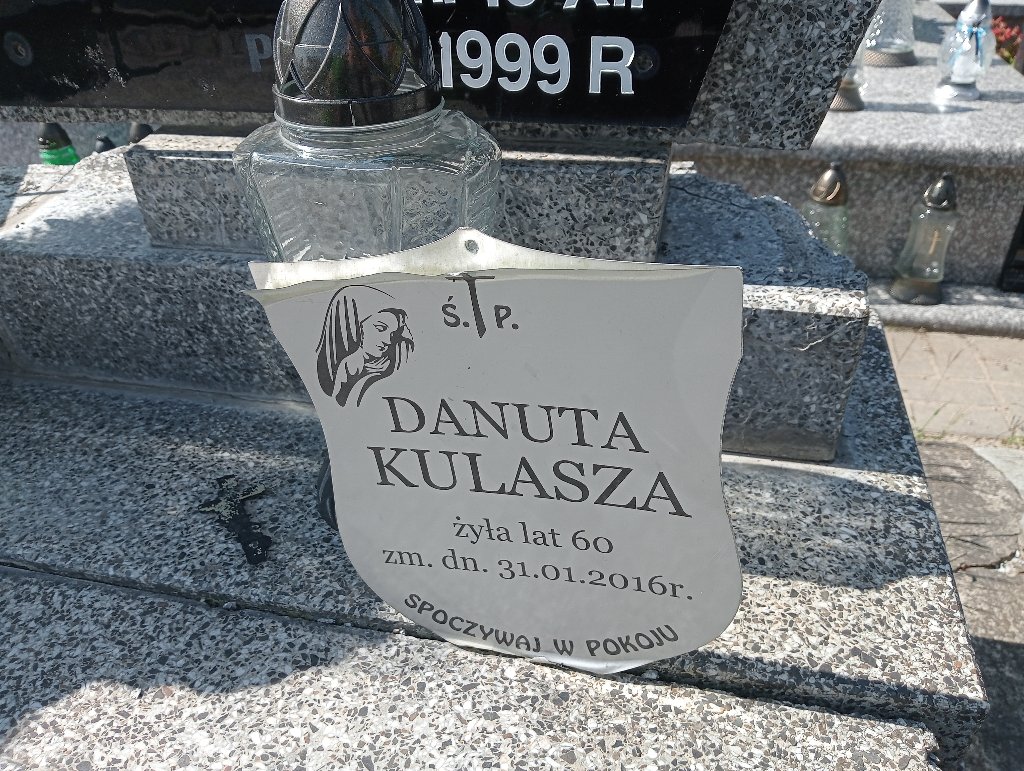 1999 R
Ś. P.
DANUTA
KULASZA
żyła lat 60
zm. dn. 31.01.2016r.
SPOCZYWAJ W POKOJU